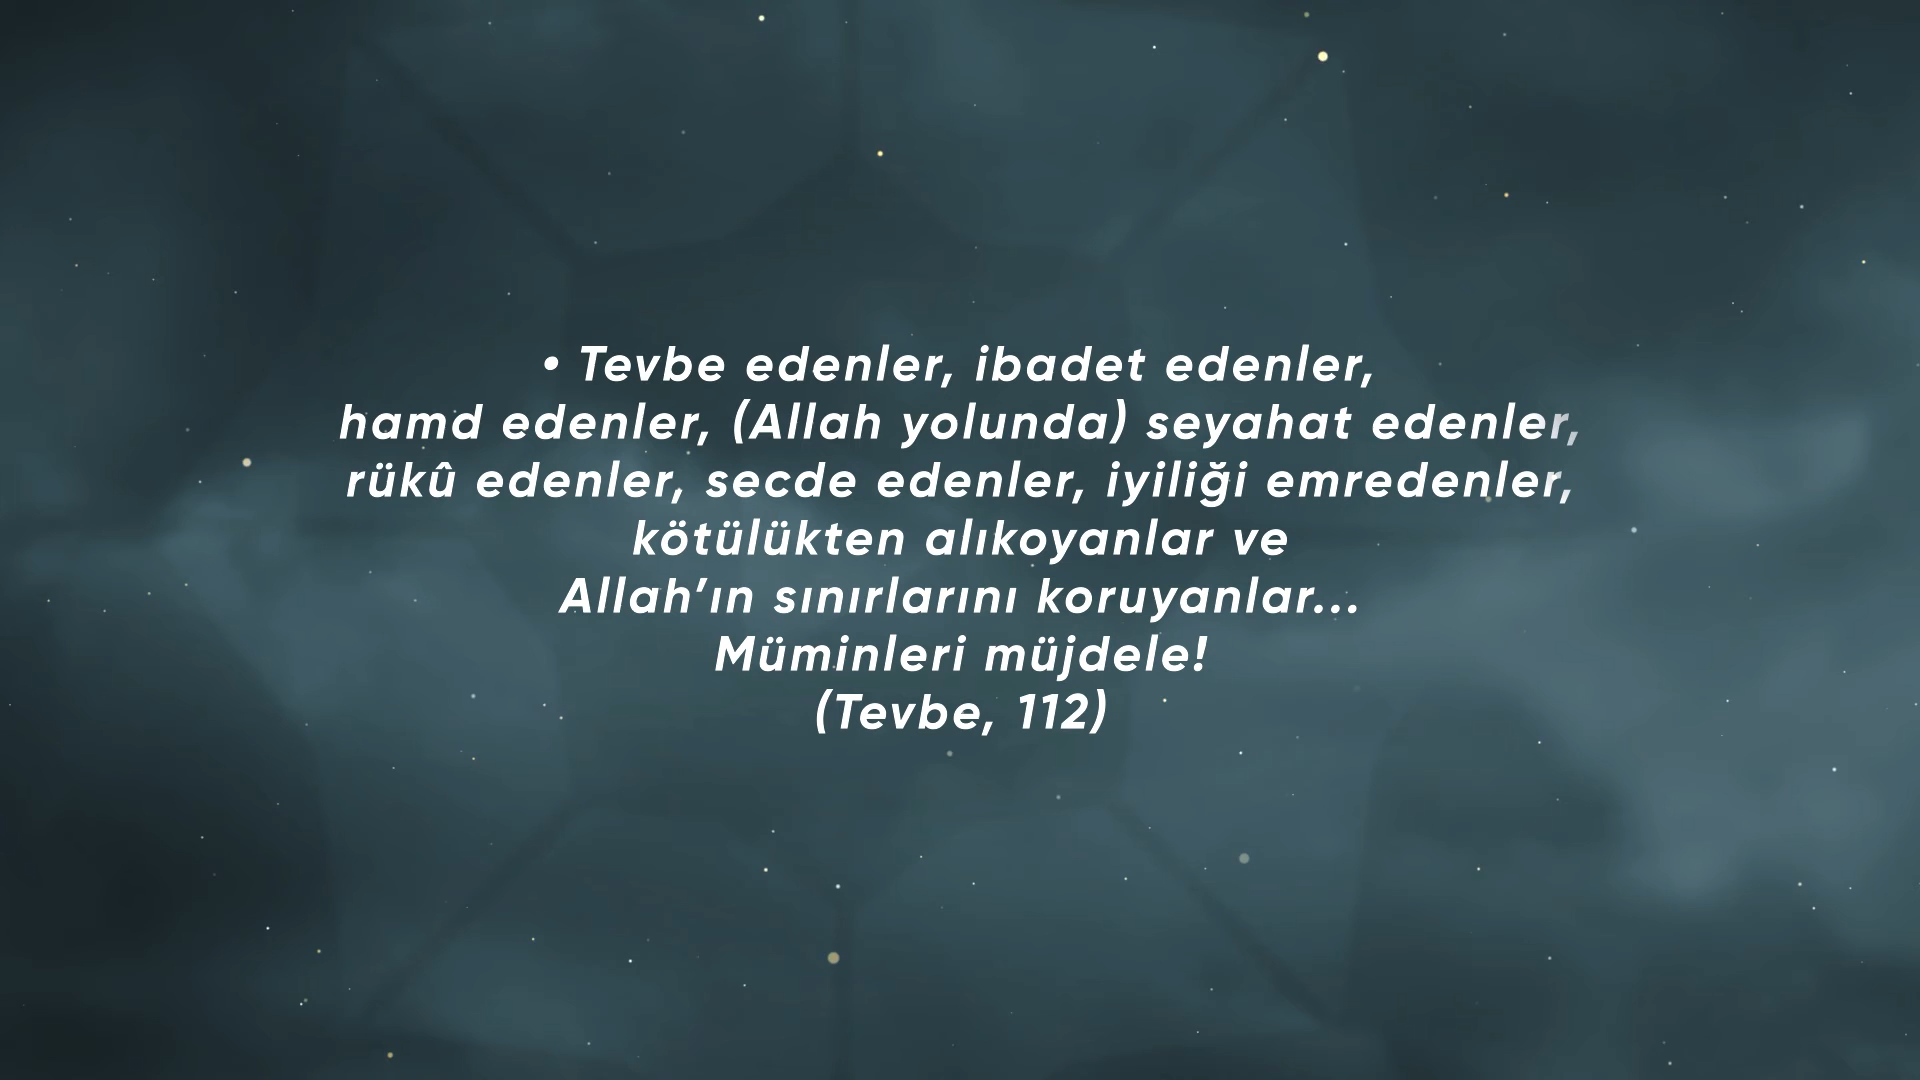 • Tevbe edenler, ibadet edenler,
hamd edenler, (Allah yolunda) seyahat edenler,
rükû edenler, secde edenler, iyiliği emredenler,
kötülükten alıkoyanlar ve
Allah’ın sınırlarını koruyanlar...
Müminleri müjdele!
(Tevbe, 112)